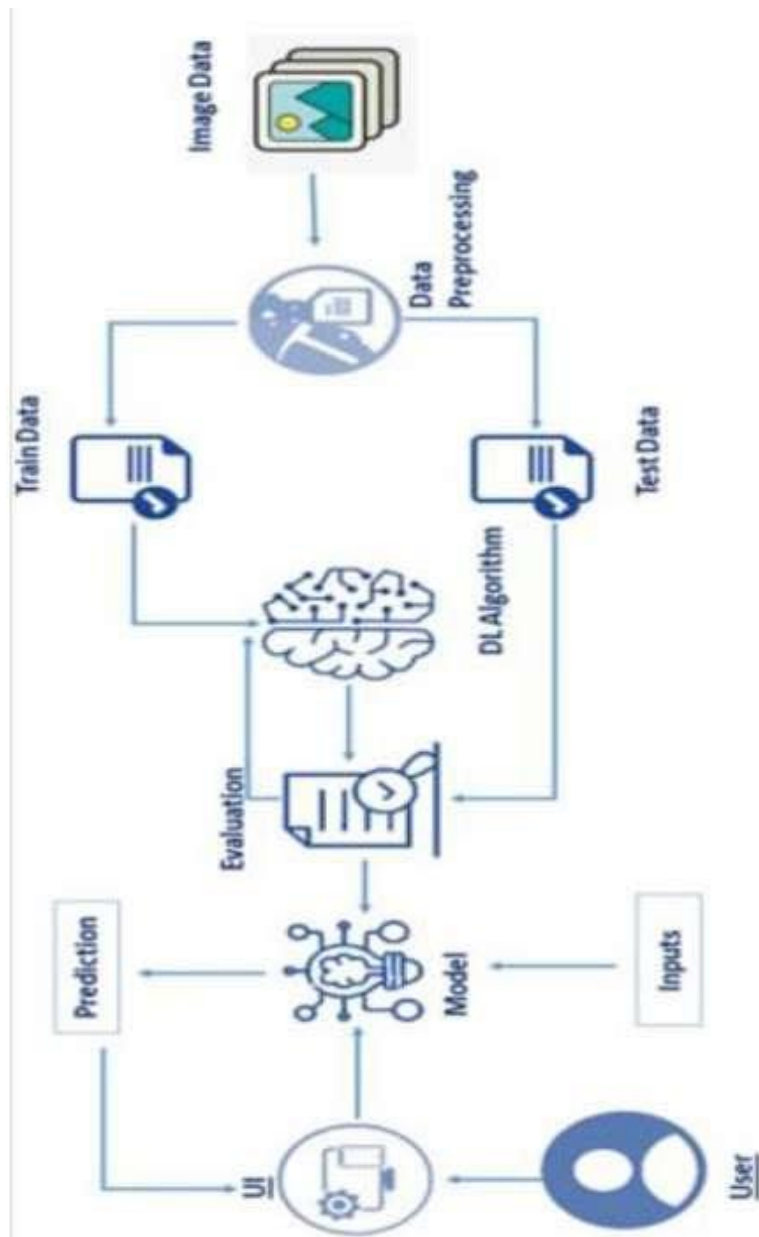 Image Data
Data
Preprocessing
Train Data
Test Data
DL Algorithm
Evaluation
Prediction
Model
Inputs
UI
User